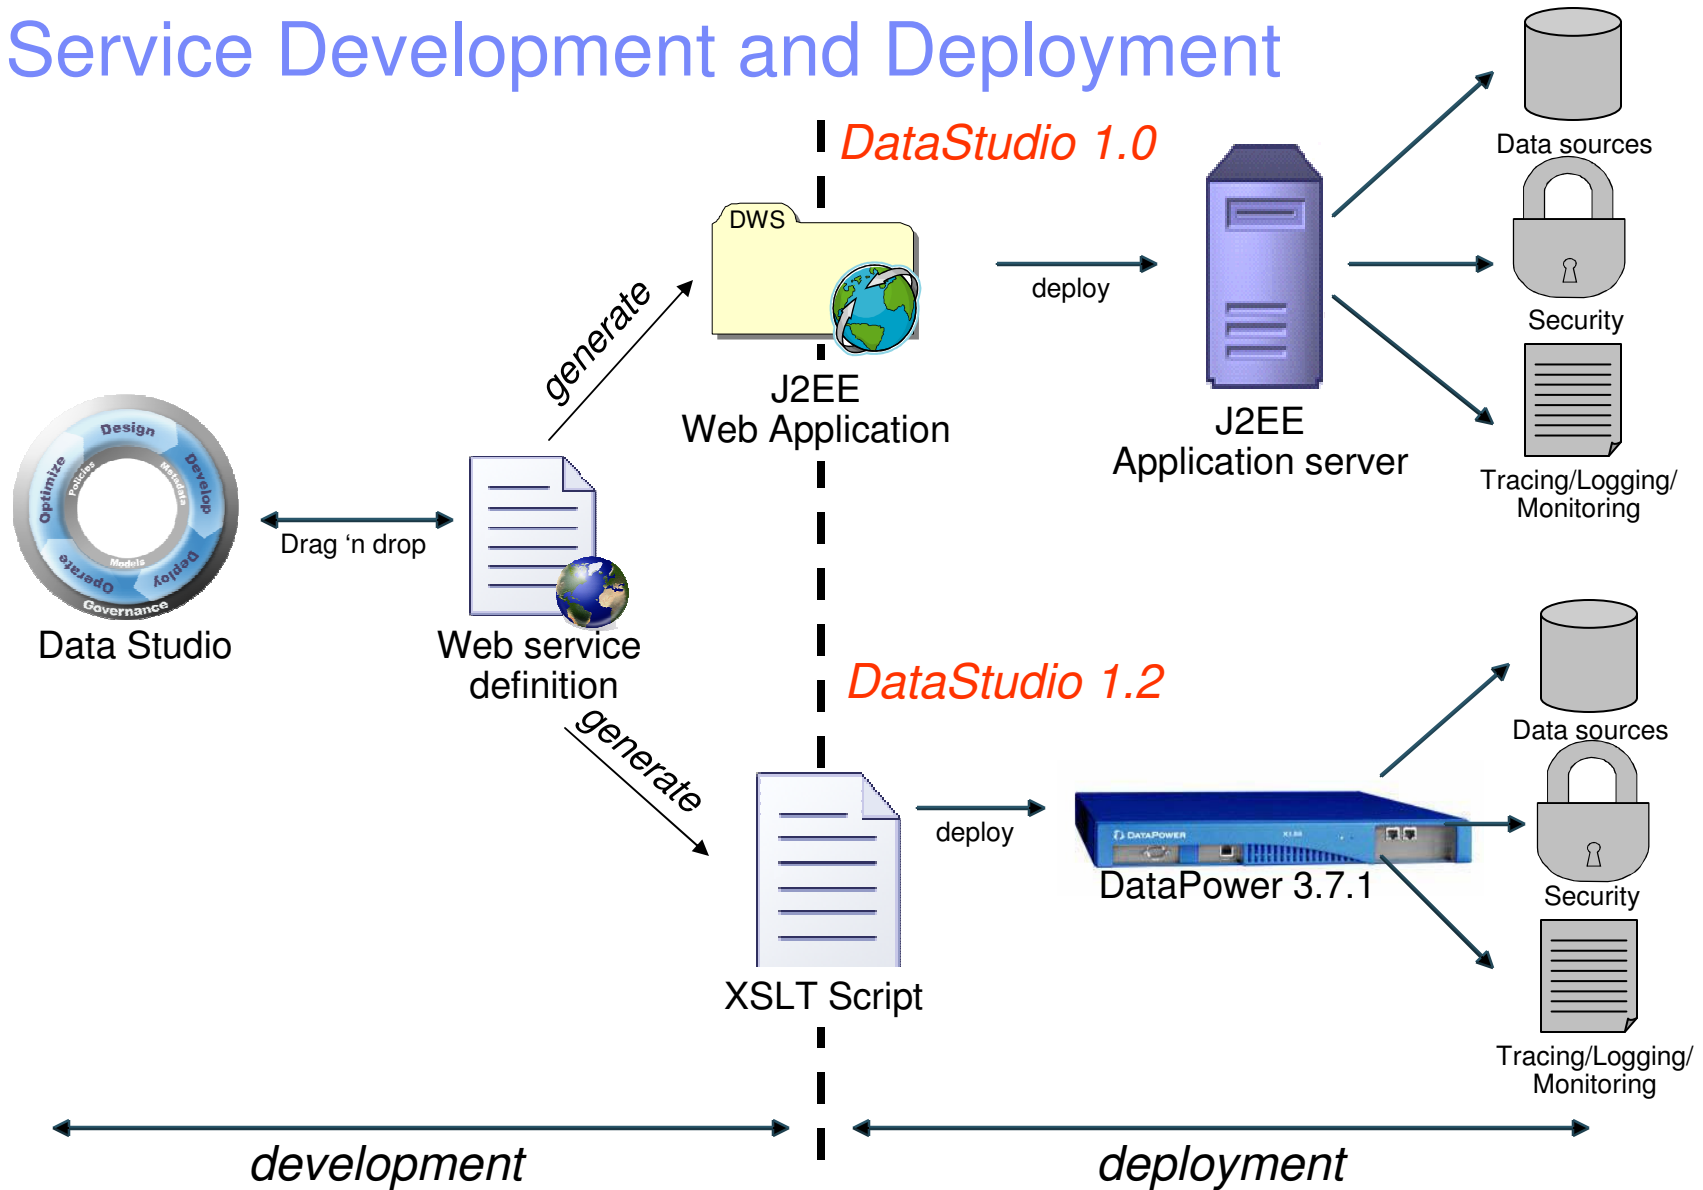 Service Development and Deployment
DataStudio 1.0
Data sources
DWS
generate
deploy
Security
J2EE
Web Application
J2EE
Application server
Tracing/Logging/
Monitoring
Design
Develop
Deploy
Operate
Optimize
Policies
Metadata
Models
Governance
Drag ‘n drop
Data Studio
Web service
definition
DataStudio 1.2
Data sources
generate
deploy
DATAPOWER
DataPower 3.7.1
Security
XSLT Script
Tracing/Logging/
Monitoring
development
deployment